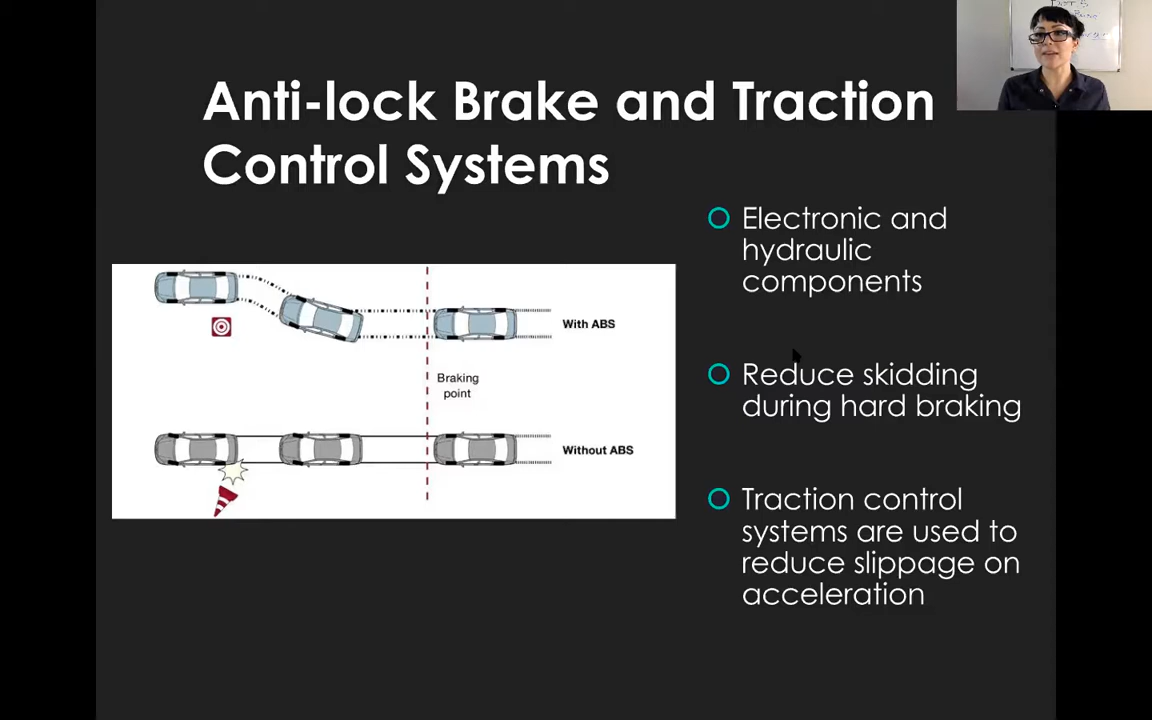 Anti-lock Brake and Traction
Control Systems
With ABS
Braking
point
Without ABS
Electronic and
hydraulic
components
Reduce skidding
during hard braking
Traction control
systems are used to
reduce slippage on
acceleration